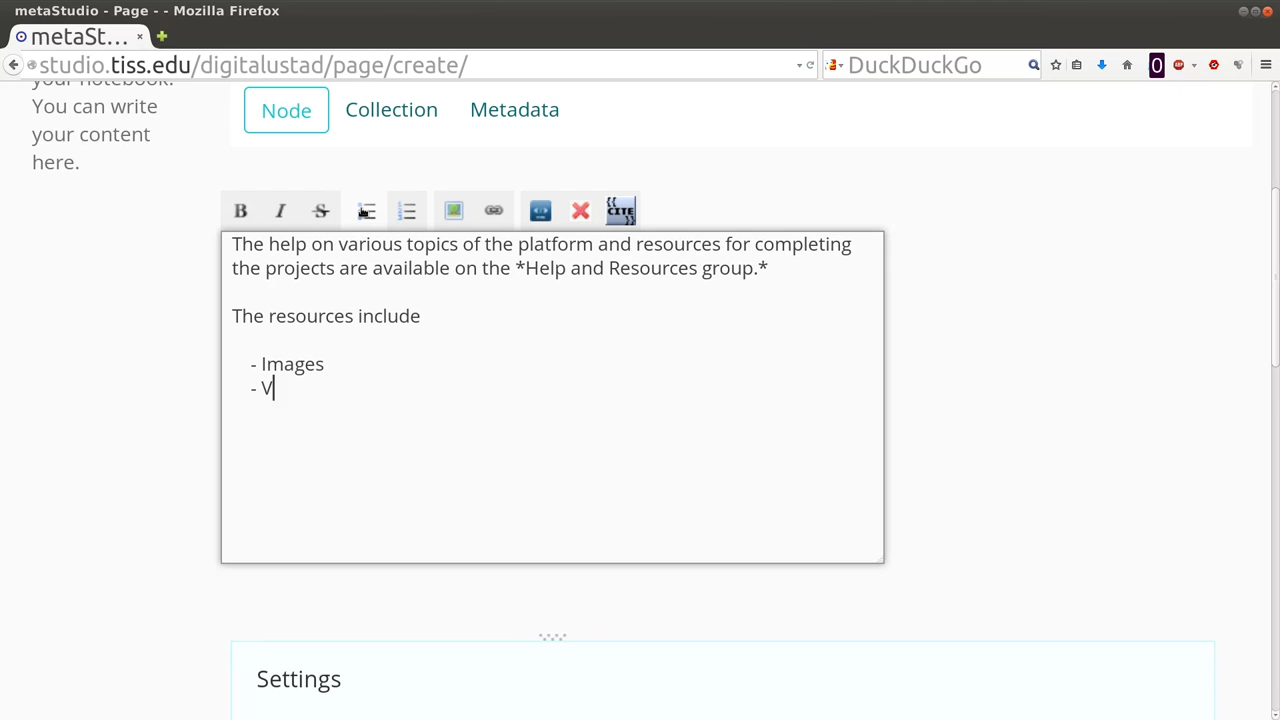 metaStudio - Page - - Mozilla Firefox
metaSt...
studio.tiss.edu/digitalustad/page/create/
DuckDuckGo
0
your notebook.
You can write
your content
here.
Node
Collection
Metadata
B I S {{CITE}}
The help on various topics of the platform and resources for completing
the projects are available on the *Help and Resources group.*
The resources include
- Images
- V
Settings